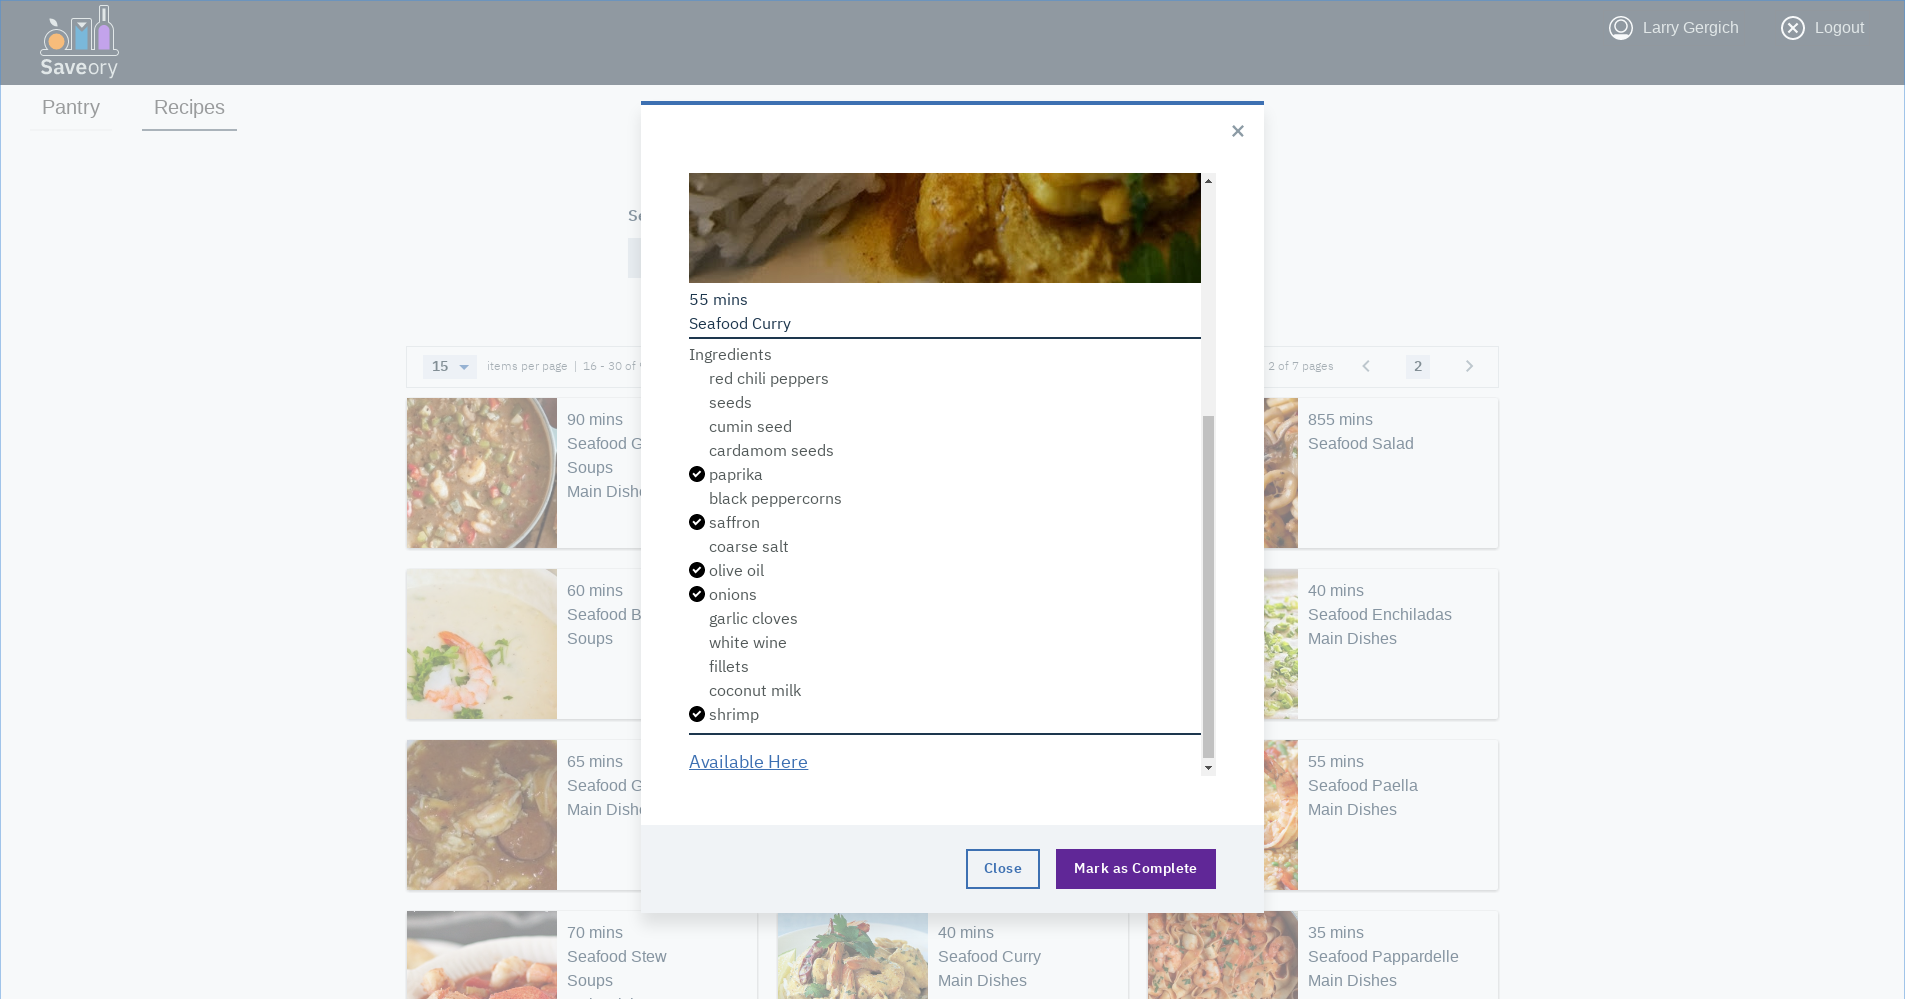 Saveory
Larry Gergich
Logout
Pantry
Recipes
15
items per page | 16 - 30 of
2 of 7 pages
2
90 mins
Seafood G
Soups
Main Dishe
60 mins
Seafood B
Soups
65 mins
Seafood G
Main Dishe
70 mins
Seafood Stew
Soups
40 mins
Seafood Curry
Main Dishes
855 mins
Seafood Salad
40 mins
Seafood Enchiladas
Main Dishes
55 mins
Seafood Paella
Main Dishes
35 mins
Seafood Pappardelle
Main Dishes
55 mins
Seafood Curry
Ingredients
red chili peppers
seeds
cumin seed
cardamom seeds
paprika
black peppercorns
saffron
coarse salt
olive oil
onions
garlic cloves
white wine
fillets
coconut milk
shrimp
Available Here
Close
Mark as Complete